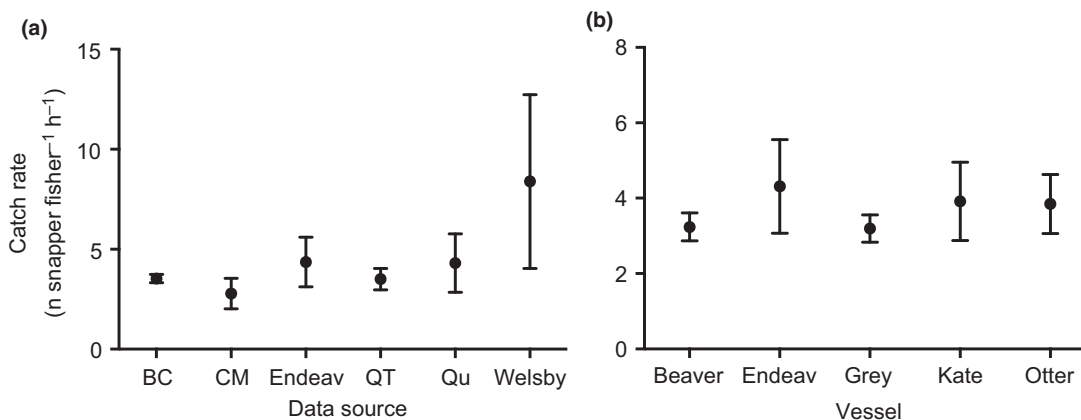 (a)
15
10
5
0
Catch rate
(n snapper fisher⁻¹ h⁻¹)
BC CM Endeav QT Qu Welsby
Data source
(b)
8
6
4
2
0
Beaver Endeav Grey Kate Otter
Vessel